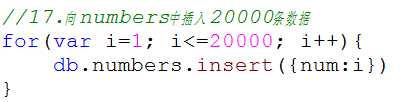 //17.向numbers中插入20000条数据
for(var i=1; i<=20000; i++){
    db.numbers.insert({num:i})
}